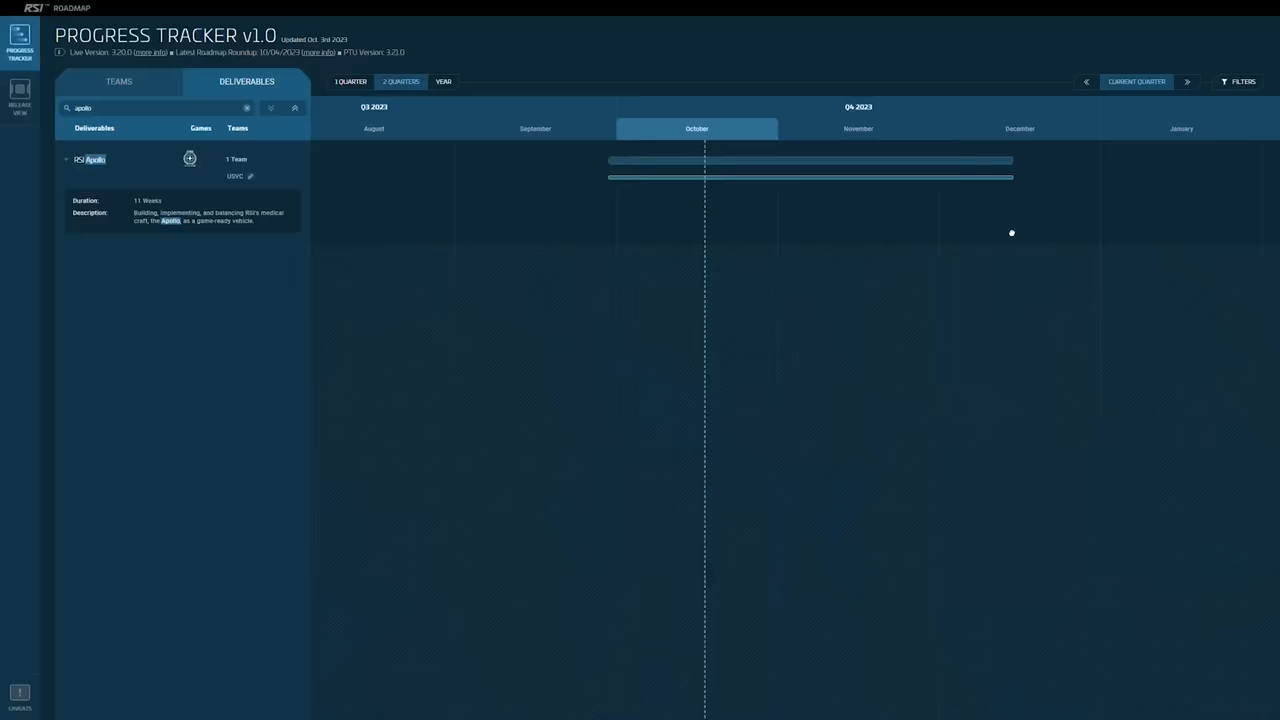 RSI ROADMAP
PROGRESS TRACKER v1.0 Updated Oct. 3rd 2023
Live Version: 3.20.0 (more info) ■ Latest Roadmap Roundup: 10/04/2023 (more info) ■ PTU Version: 3.21.0
PROGRESS
TRACKER
RELEASE
VIEW
TEAMS DELIVERABLES 1 QUARTER 2 QUARTERS YEAR « CURRENT QUARTER » FILTERS
apollo
Q3 2023 Q4 2023
Deliverables Games Teams August September October November December January
RSI Apollo 1 Team
USVC
Duration: 11 Weeks
Description: Building, implementing, and balancing RSI's medical
craft, the Apollo, as a game-ready vehicle.
!
CAVEATS